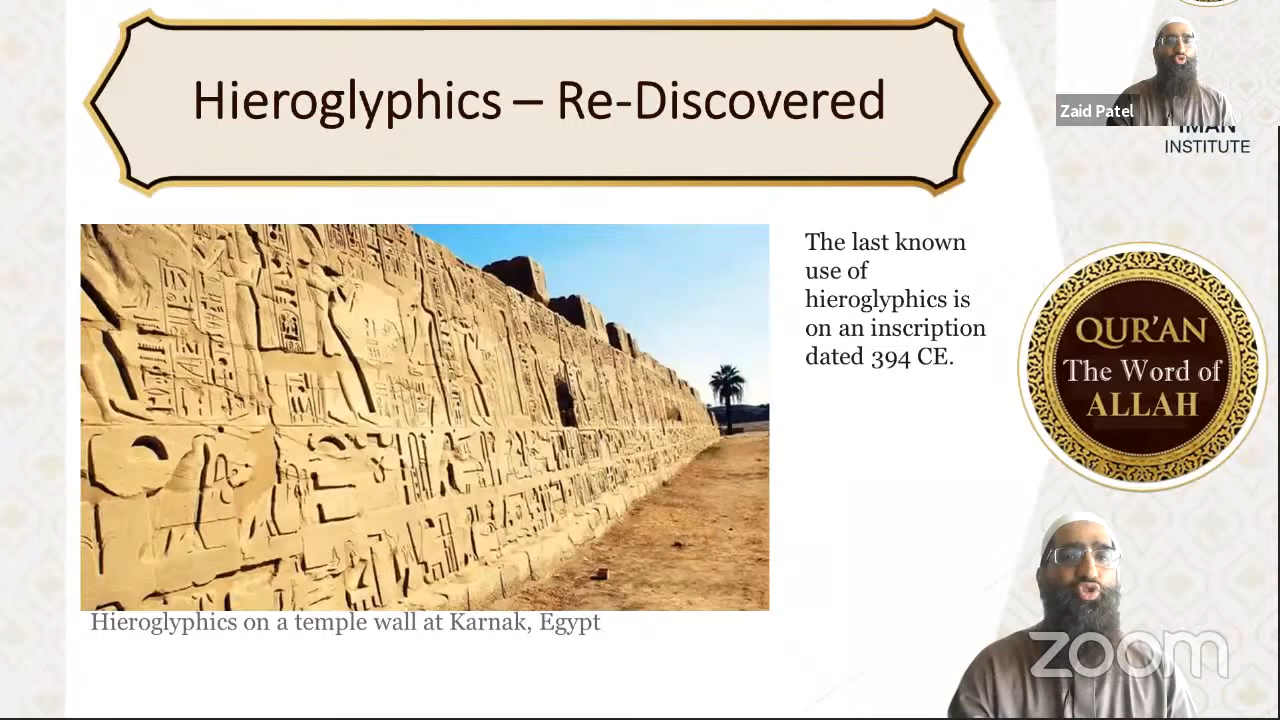 Hieroglyphics – Re-Discovered
Zaid Patel
IMAN
INSTITUTE
The last known
use of
hieroglyphics is
on an inscription
dated 394 CE.
QUR’AN
The Word of
ALLAH
Hieroglyphics on a temple wall at Karnak, Egypt
zoom